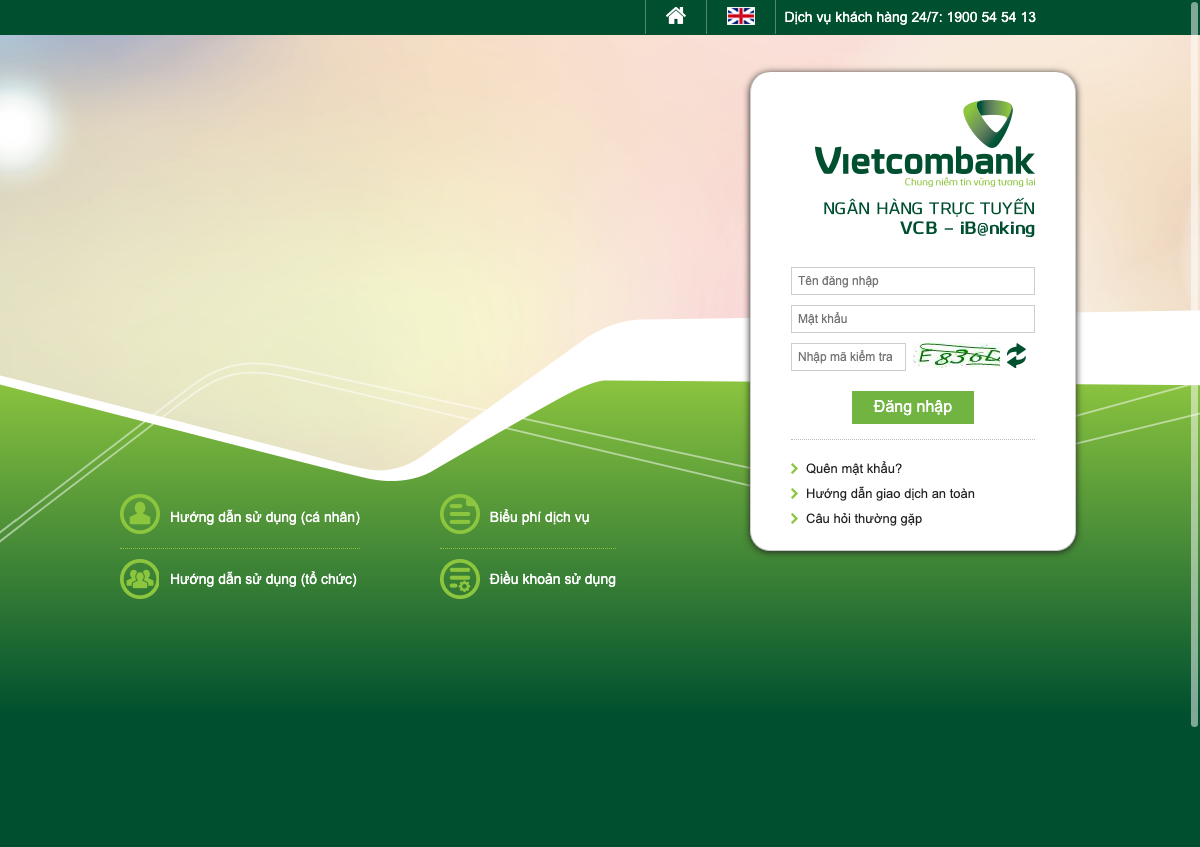 Dịch vụ khách hàng 24/7: 1900 54 54 13
Vietcombank
Chung niềm tin vững tương lai
NGÂN HÀNG TRỰC TUYẾN
VCB – iB@nking
Tên đăng nhập
Mật khẩu
Nhập mã kiểm tra
Đăng nhập
Quên mật khẩu?
Hướng dẫn giao dịch an toàn
Câu hỏi thường gặp
Hướng dẫn sử dụng (cá nhân)
Biểu phí dịch vụ
Hướng dẫn sử dụng (tổ chức)
Điều khoản sử dụng